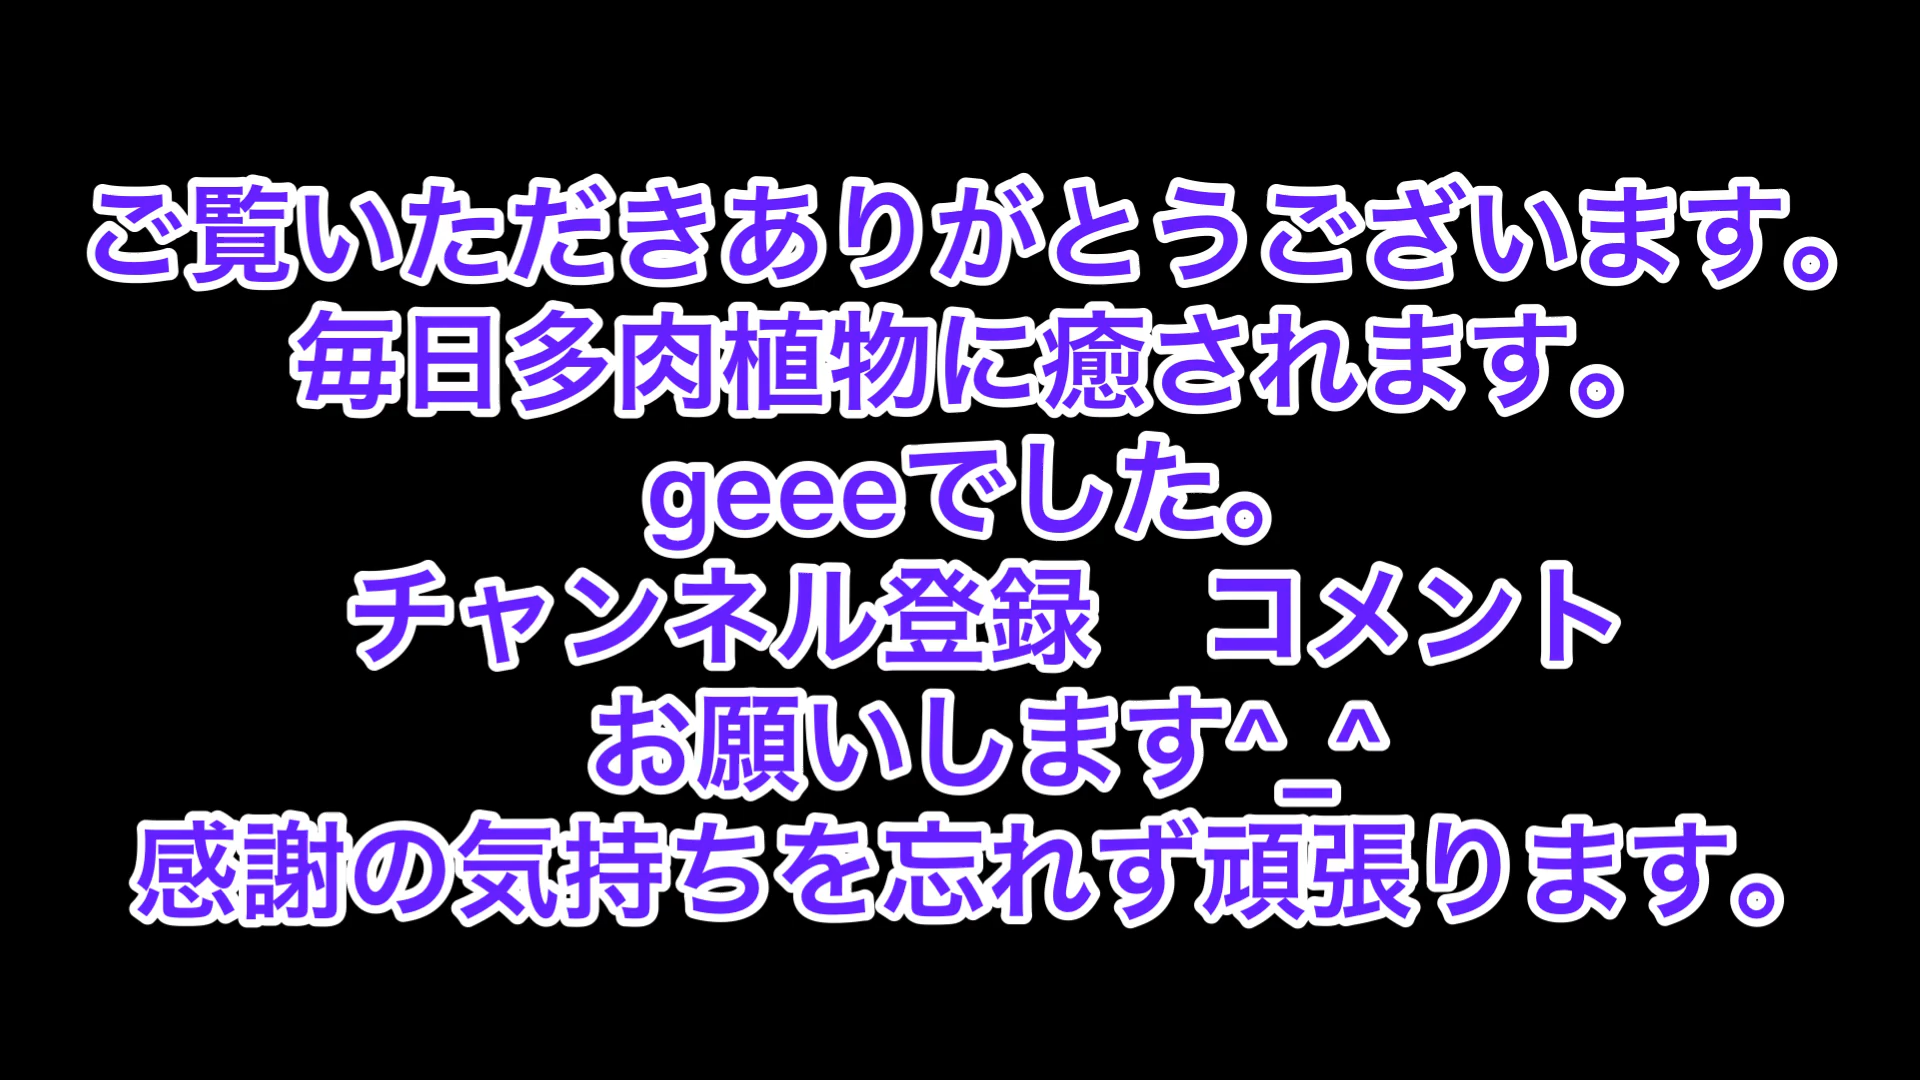 ご覧いただきありがとうございます。
毎日多肉植物に癒されます。
geeeでした。
チャンネル登録　コメント
お願いします^_^
感謝の気持ちを忘れず頑張ります。